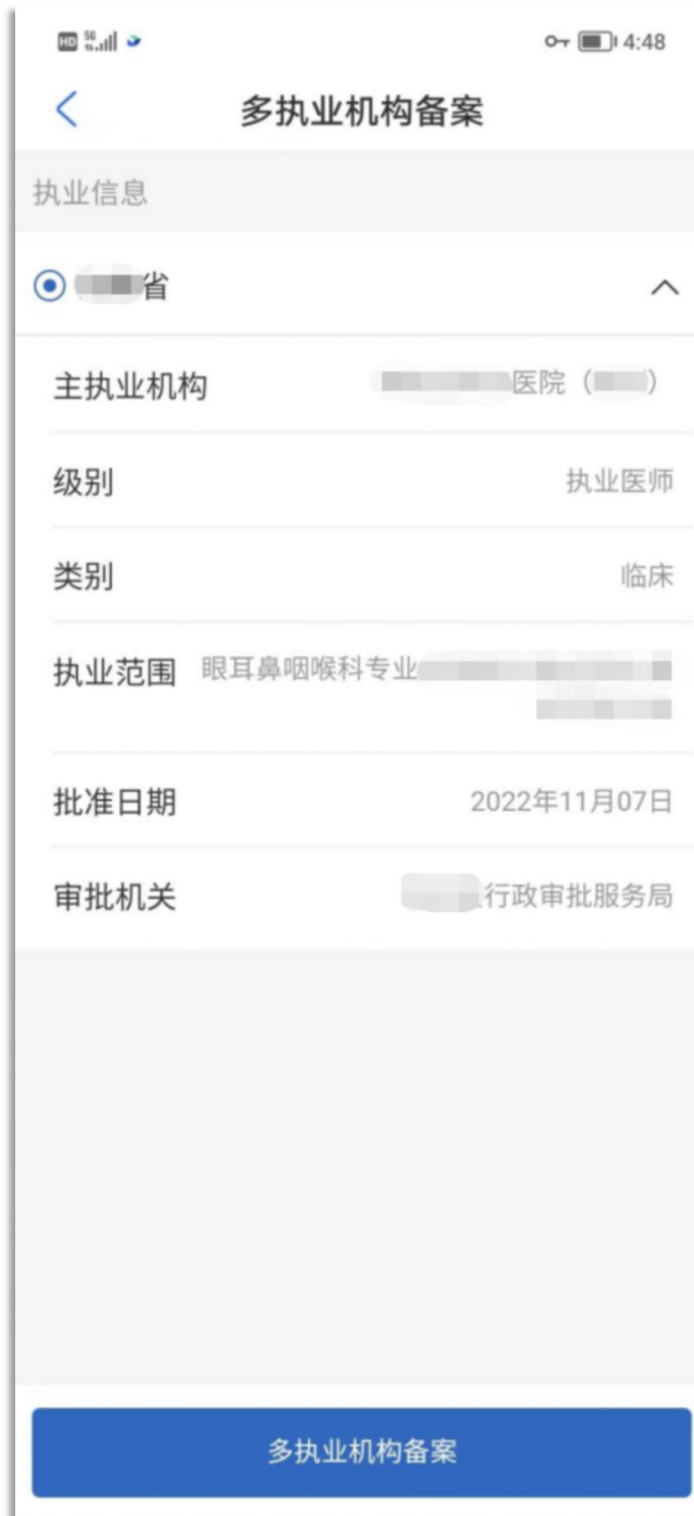 HD 5G 4:48
多执业机构备案
执业信息
省
主执业机构 医院（ ）
级别 执业医师
类别 临床
执业范围 眼耳鼻咽喉科专业
批准日期 2022年11月07日
审批机关 行政审批服务局
多执业机构备案